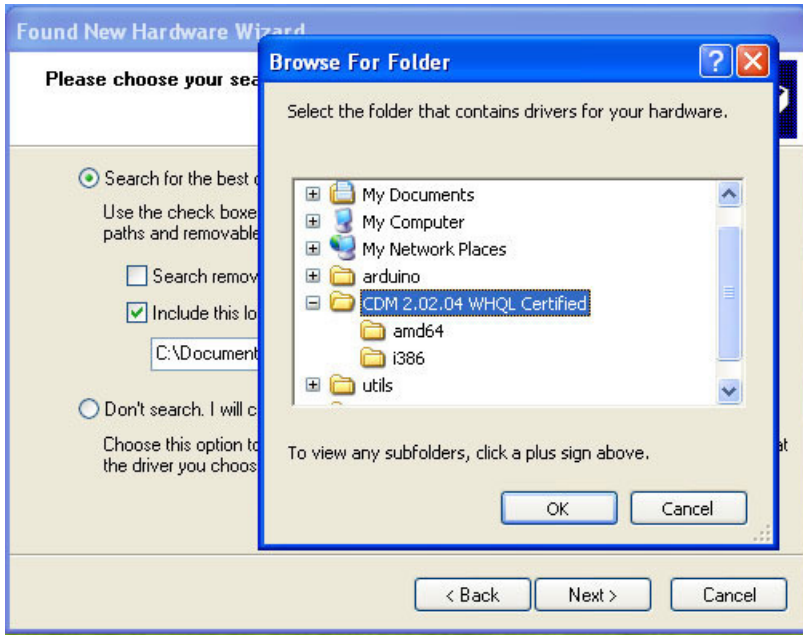 Found New Hardware Wizard
Please choose your sea
Search for the best
Use the check boxe
paths and removable
Search remov
Include this lo
C:\Document
Don't search. I will c
Choose this option to
the driver you choos
at
< Back
Next >
Cancel
Browse For Folder
Select the folder that contains drivers for your hardware.
My Documents
My Computer
My Network Places
arduino
CDM 2.02.04 WHQL Certified
amd64
i386
utils
To view any subfolders, click a plus sign above.
OK
Cancel